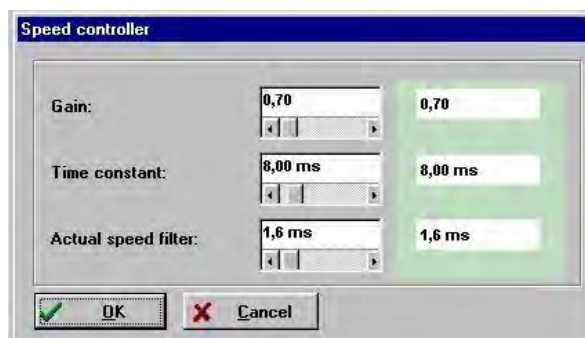 Speed controller
Gain: 0,70 0,70
Time constant: 8,00 ms 8,00 ms
Actual speed filter: 1,6 ms 1,6 ms
OK Cancel